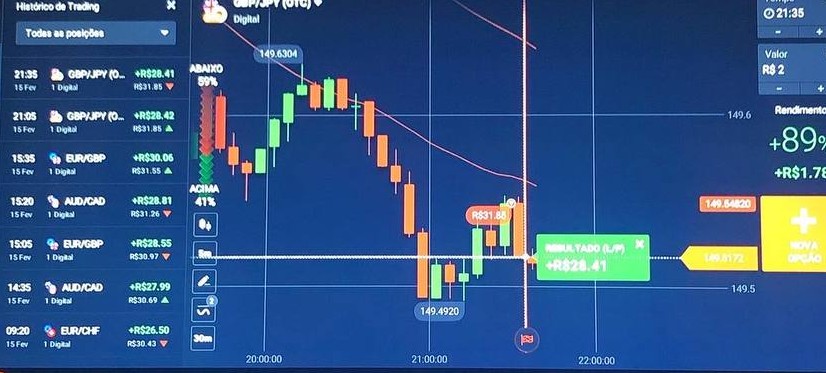 Histórico de Trading
Todas as posições
21:35 GBP/JPY (O... +R$28.41
15 Fev 1 Digital R$31.85
21:05 GBP/JPY (O... +R$28.42
15 Fev 1 Digital R$31.85
15:35 EUR/GBP +R$30.06
15 Fev 1 Digital R$31.55
15:20 AUD/CAD +R$28.81
15 Fev 1 Digital R$31.26
15:05 EUR/GBP +R$28.55
15 Fev 1 Digital R$30.97
14:35 AUD/CAD +R$27.99
15 Fev 1 Digital R$30.69
09:20 EUR/CHF +R$26.50
15 Fev 1 Digital R$30.43
GBP/JPY (OTC)
Digital
ABAIXO
59%
ACIMA
41%
5m
2
30m
149.6304
149.4920
R$31.85
RESULTADO (L/P)
+R$28.41
149.6
149.54820
149.5172
149.5
20:00:00
21:00:00
22:00:00
Tempo
21:35
-
+
Valor
R$ 2
-
+
Rendimento
+89%
+R$1.78
NOVA
OPÇÃO